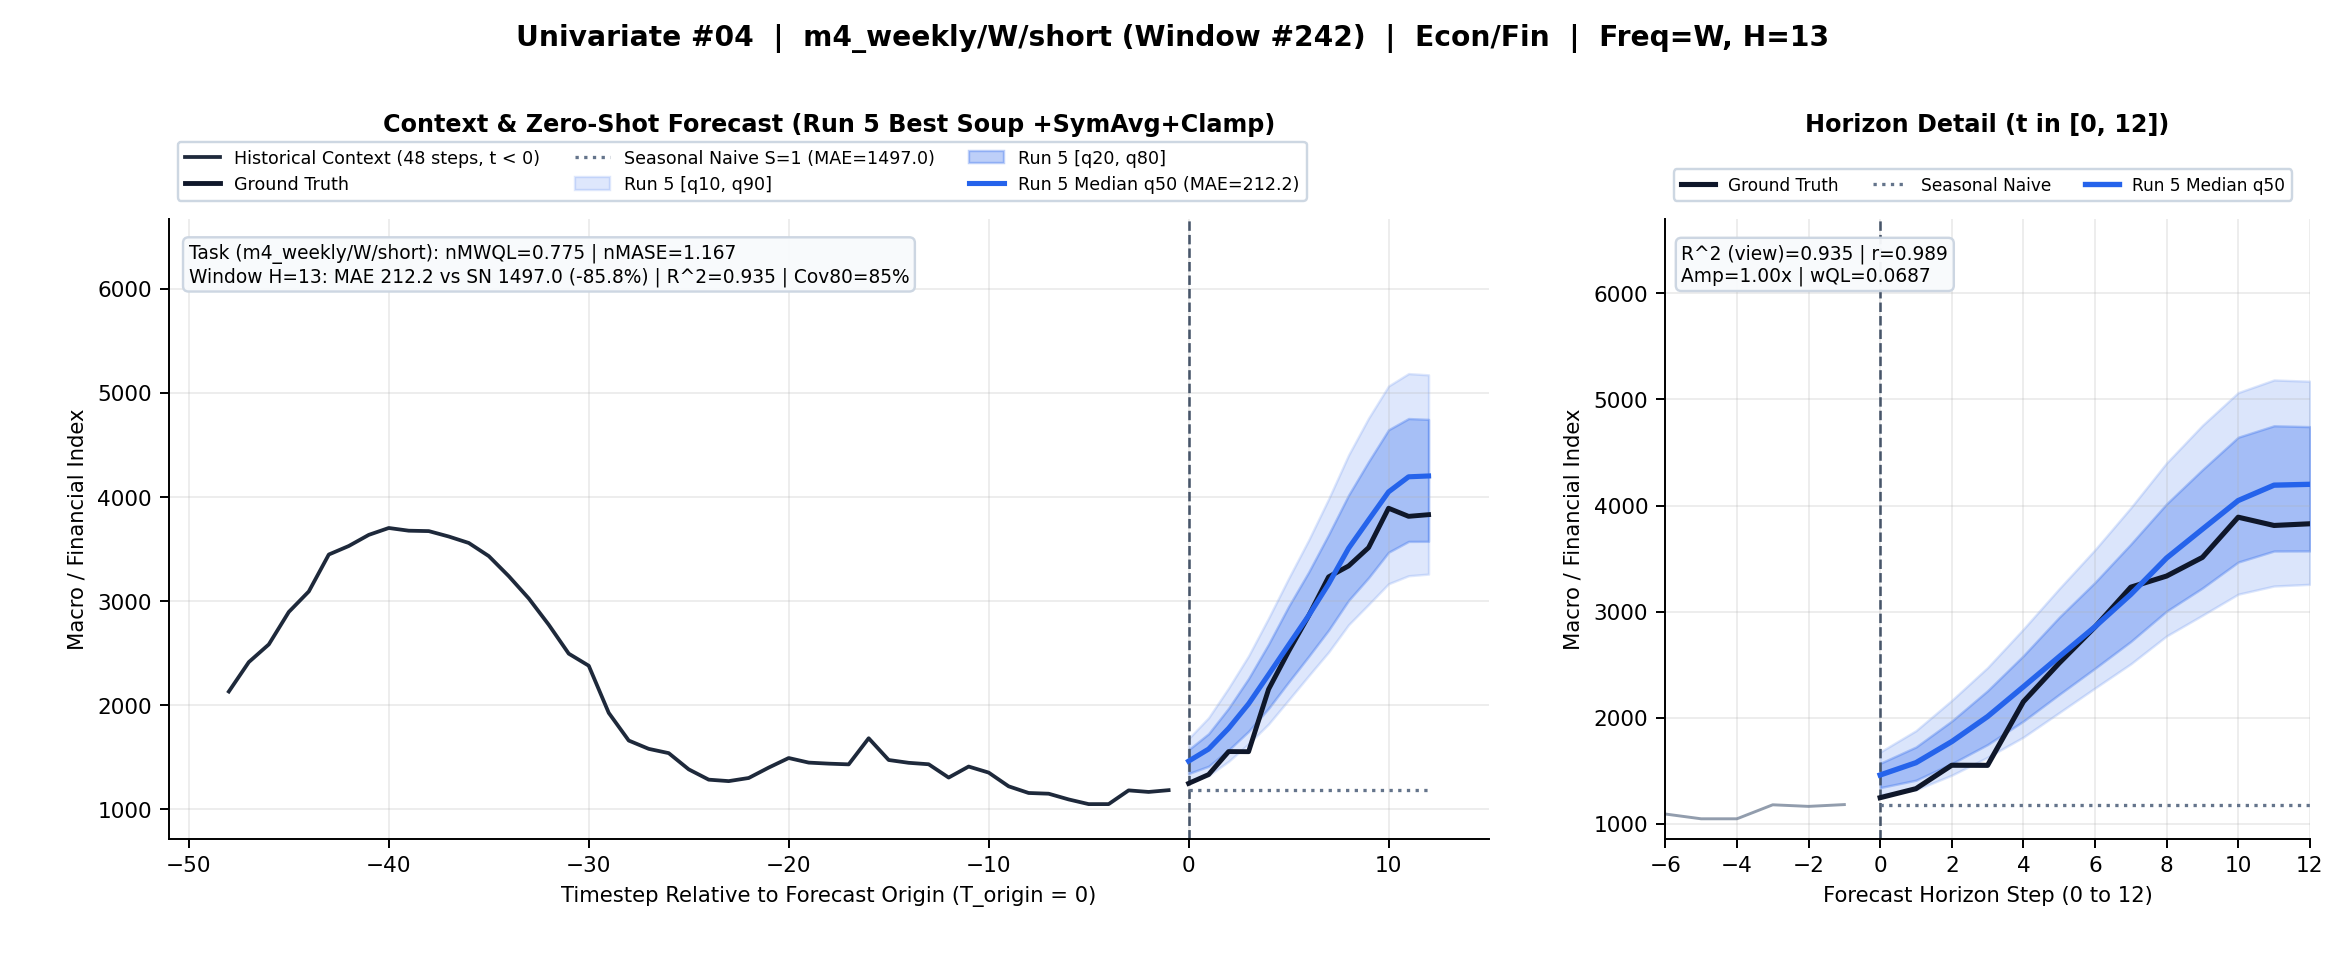 Univariate #04 | m4_weekly/W/short (Window #242) | Econ/Fin | Freq=W, H=13
Context & Zero-Shot Forecast (Run 5 Best Soup +SymAvg+Clamp)
Historical Context (48 steps, t < 0)
Ground Truth
Seasonal Naive S=1 (MAE=1497.0)
Run 5 [q10, q90]
Run 5 [q20, q80]
Run 5 Median q50 (MAE=212.2)
Task (m4_weekly/W/short): nMWQL=0.775 | nMASE=1.167
Window H=13: MAE 212.2 vs SN 1497.0 (-85.8%) | R^2=0.935 | Cov80=85%
Macro / Financial Index
6000
5000
4000
3000
2000
1000
−50
−40
−30
−20
−10
0
10
Timestep Relative to Forecast Origin (T_origin = 0)
Horizon Detail (t in [0, 12])
Ground Truth
Seasonal Naive
Run 5 Median q50
R^2 (view)=0.935 | r=0.989
Amp=1.00x | wQL=0.0687
Macro / Financial Index
6000
5000
4000
3000
2000
1000
−6
−4
−2
0
2
4
6
8
10
12
Forecast Horizon Step (0 to 12)